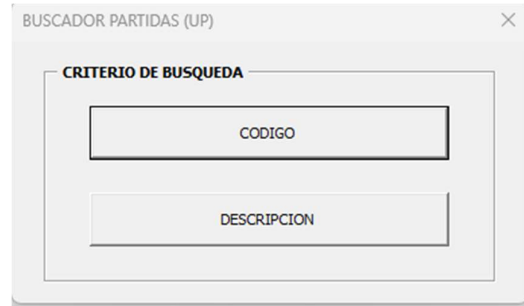 BUSCADOR PARTIDAS (UP)
CRITERIO DE BUSQUEDA
CODIGO
DESCRIPCION